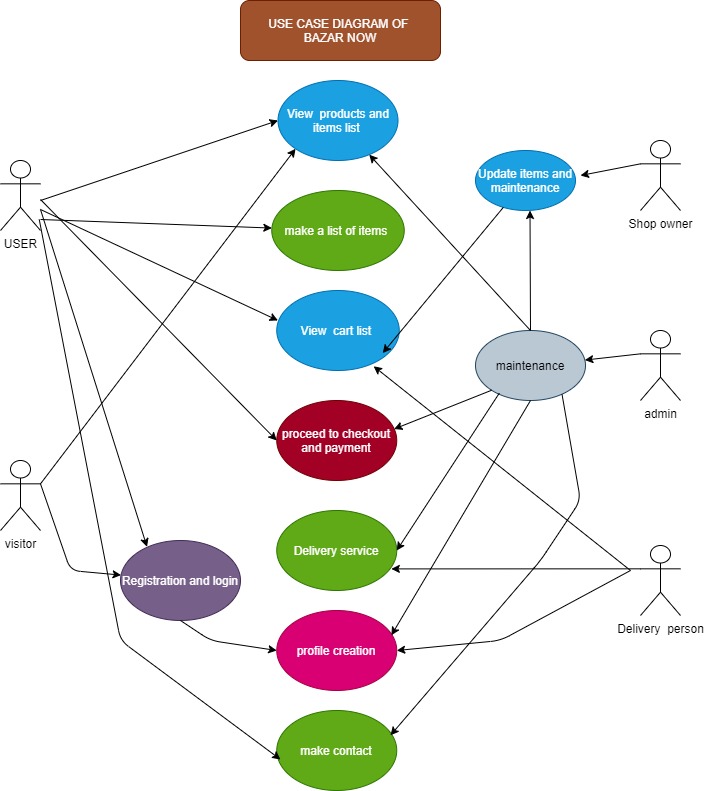 USE CASE DIAGRAM OF
BAZAR NOW
View products and
items list
Update items and
maintenance
Shop owner
USER
make a list of items
View cart list
maintenance
admin
proceed to checkout
and payment
visitor
Delivery service
Registration and login
Delivery person
profile creation
make contact